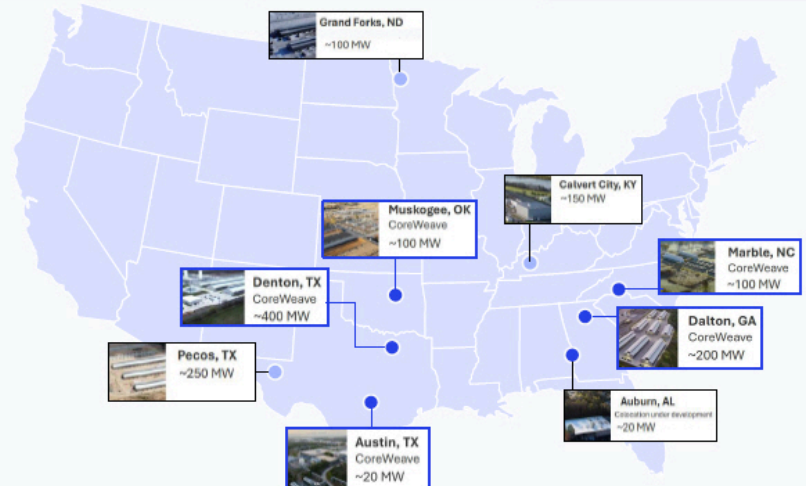 Grand Forks, ND
~100 MW
Calvert City, KY
~150 MW
Muskogee, OK
CoreWeave
~100 MW
Marble, NC
CoreWeave
~100 MW
Denton, TX
CoreWeave
~400 MW
Dalton, GA
CoreWeave
~200 MW
Pecos, TX
~250 MW
Auburn, AL
Colocation under development
~20 MW
Austin, TX
CoreWeave
~20 MW